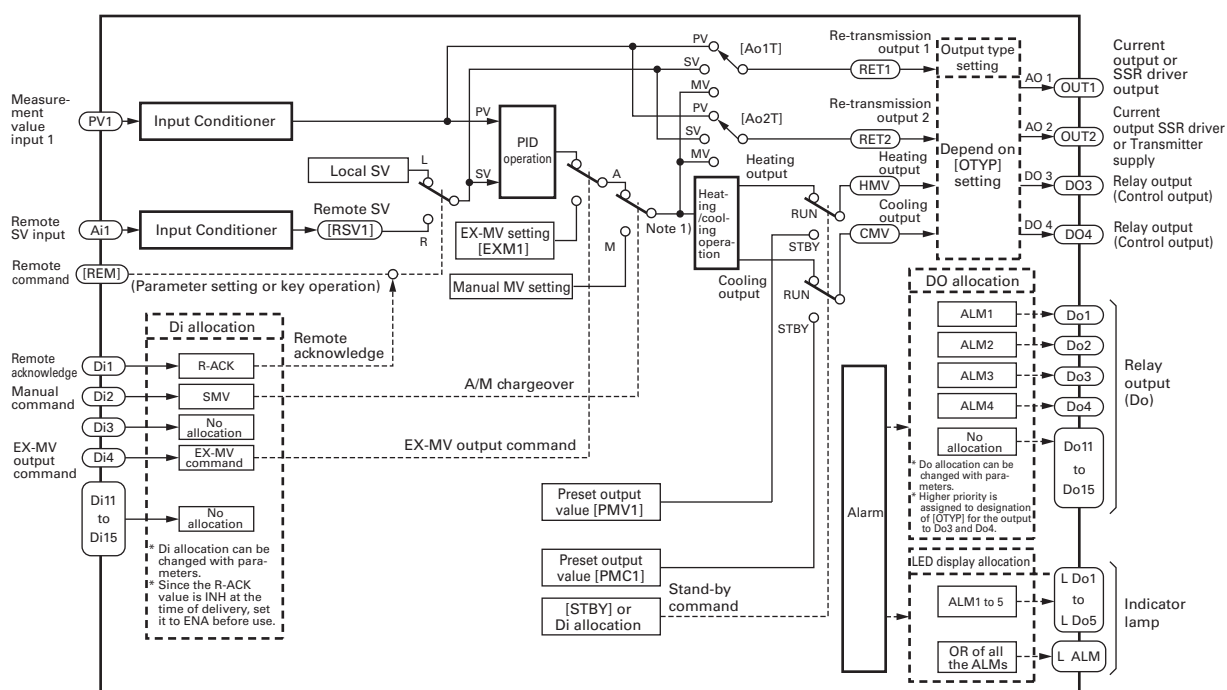 Measure-
ment
value
input 1
PV1
Input Conditioner
Remote
SV input
Ai1
Input Conditioner
Remote
command
[REM]
(Parameter setting or key operation)
Local SV
L
Remote SV
[RSV1]
R
PV
SV
PID
operation
EX-MV setting
[EXM1]
Manual MV setting
A
M
Note 1)
PV
SV
MV
[Ao1T]
PV
SV
MV
[Ao2T]
Re-transmission
output 1
RET1
Re-transmission
output 2
RET2
Heating
output
Heat-
ing
/cool-
ing
opera-
tion
Cooling
output
RUN
STBY
RUN
STBY
Heating
output
HMV
Cooling
output
CMV
Output type
setting
Depend on
[OTYP]
setting
AO 1
OUT1
AO 2
OUT2
DO 3
DO3
DO 4
DO4
Current
output or
SSR driver
output
Current
output SSR driver
or Transmitter
supply
Relay output
(Control output)
Relay output
(Control output)
Di allocation
Remote
acknowledge
Di1
R-ACK
Remote
acknowledge
Manual
command
Di2
SMV
A/M chargeover
Di3
No
allocation
EX-MV
output
command
Di4
EX-MV
command
EX-MV output command
Di11
to
Di15
No
allocation
* Di allocation can be
changed with para-
meters.
* Since the R-ACK
value is INH at the
time of delivery, set
it to ENA before use.
Preset output
value [PMV1]
Preset output
value [PMC1]
[STBY] or
Di allocation
Stand-by
command
Alarm
DO allocation
ALM1
Do1
ALM2
Do2
ALM3
Do3
ALM4
Do4
No
allocation
Do11
to
Do15
Relay
output
(Do)
* Do allocation can be
changed with para-
meters.
* Higher priority is
assigned to designation
of [OTYP] for the output
to Do3 and Do4.
LED display allocation
ALM1 to 5
L Do1
to
L Do5
OR of all
the ALMs
L ALM
Indicator
lamp